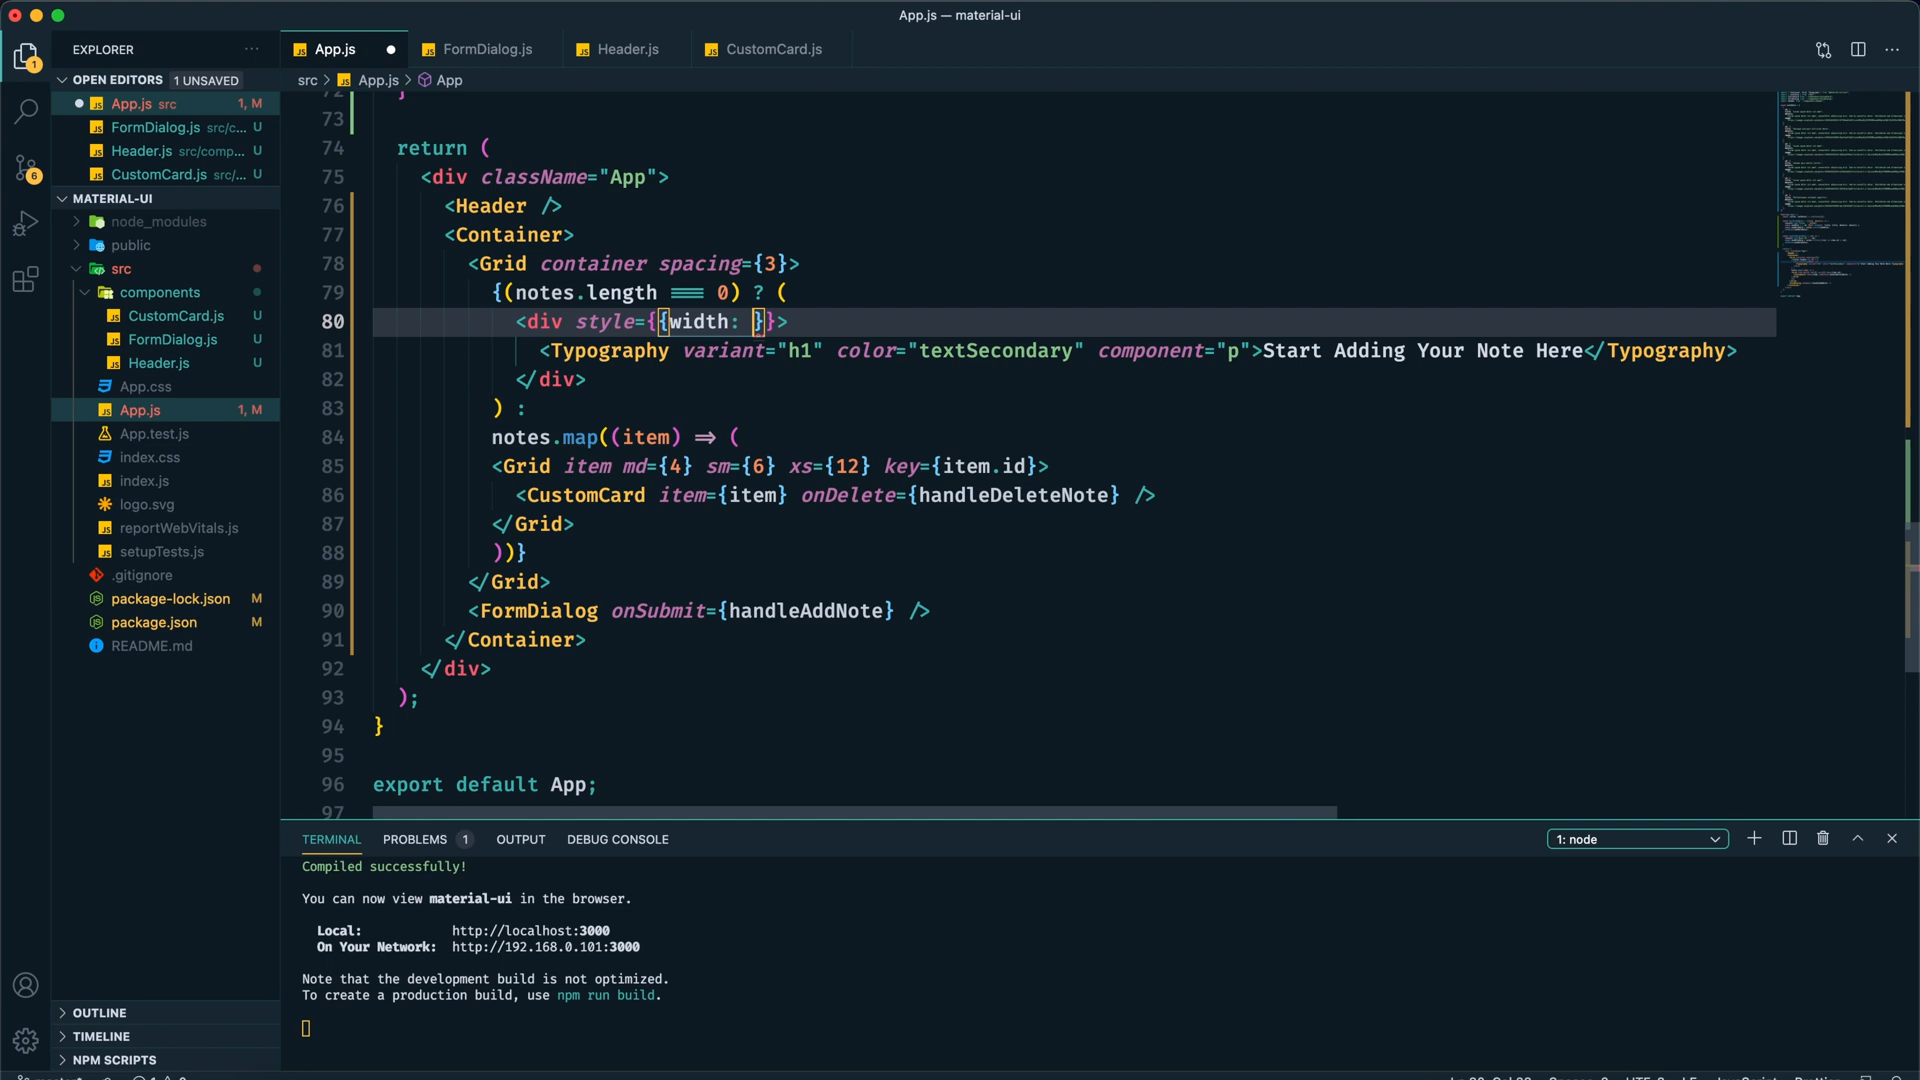 App.js — material-ui
EXPLORER
App.js
FormDialog.js
Header.js
CustomCard.js
OPEN EDITORS 1 UNSAVED
src > App.js > App
App.js src 1, M
FormDialog.js src/c... U
Header.js src/comp... U
CustomCard.js src/... U
MATERIAL-UI
node_modules
public
src
components
CustomCard.js U
FormDialog.js U
Header.js U
App.css
App.js 1, M
App.test.js
index.css
index.js
logo.svg
reportWebVitals.js
setupTests.js
.gitignore
package-lock.json M
package.json M
README.md
OUTLINE
TIMELINE
NPM SCRIPTS
1
6
72 }
73
74 return (
75 <div className="App">
76 <Header />
77 <Container>
78 <Grid container spacing={3}>
79 {(notes.length === 0) ? (
80 <div style={{width: }}>
81 <Typography variant="h1" color="textSecondary" component="p">Start Adding Your Note Here</Typography>
82 </div>
83 ) :
84 notes.map((item) => (
85 <Grid item md={4} sm={6} xs={12} key={item.id}>
86 <CustomCard item={item} onDelete={handleDeleteNote} />
87 </Grid>
88 ))}
89 </Grid>
90 <FormDialog onSubmit={handleAddNote} />
91 </Container>
92 </div>
93 );
94 }
95
96 export default App;
97
TERMINAL PROBLEMS 1 OUTPUT DEBUG CONSOLE
1: node
Compiled successfully!
You can now view material-ui in the browser.
Local: http://localhost:3000
On Your Network: http://192.168.0.101:3000
Note that the development build is not optimized.
To create a production build, use npm run build.